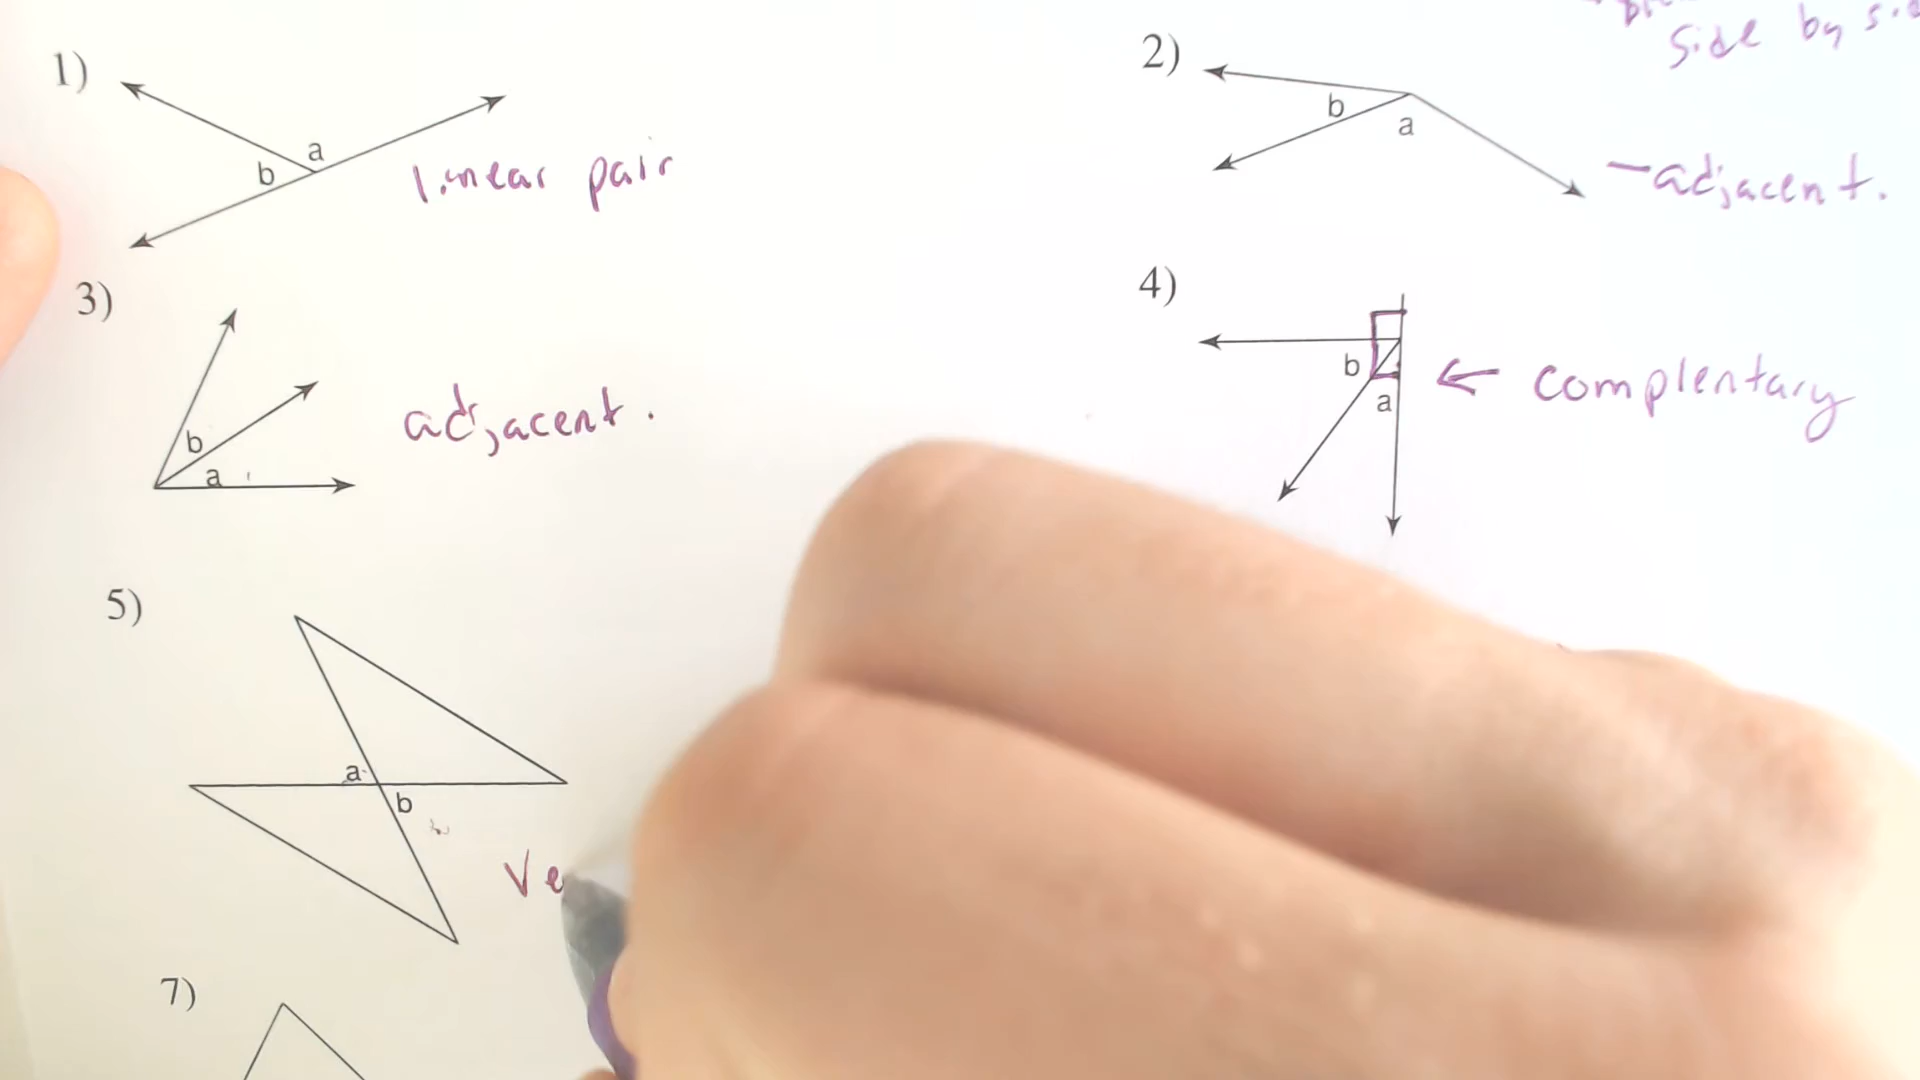 side by
1)
a
b
linear pair
2)
b
a
- adjacent.
3)
b
a
adjacent.
4)
b
a
← complentary
5)
a
b
Ve
7)